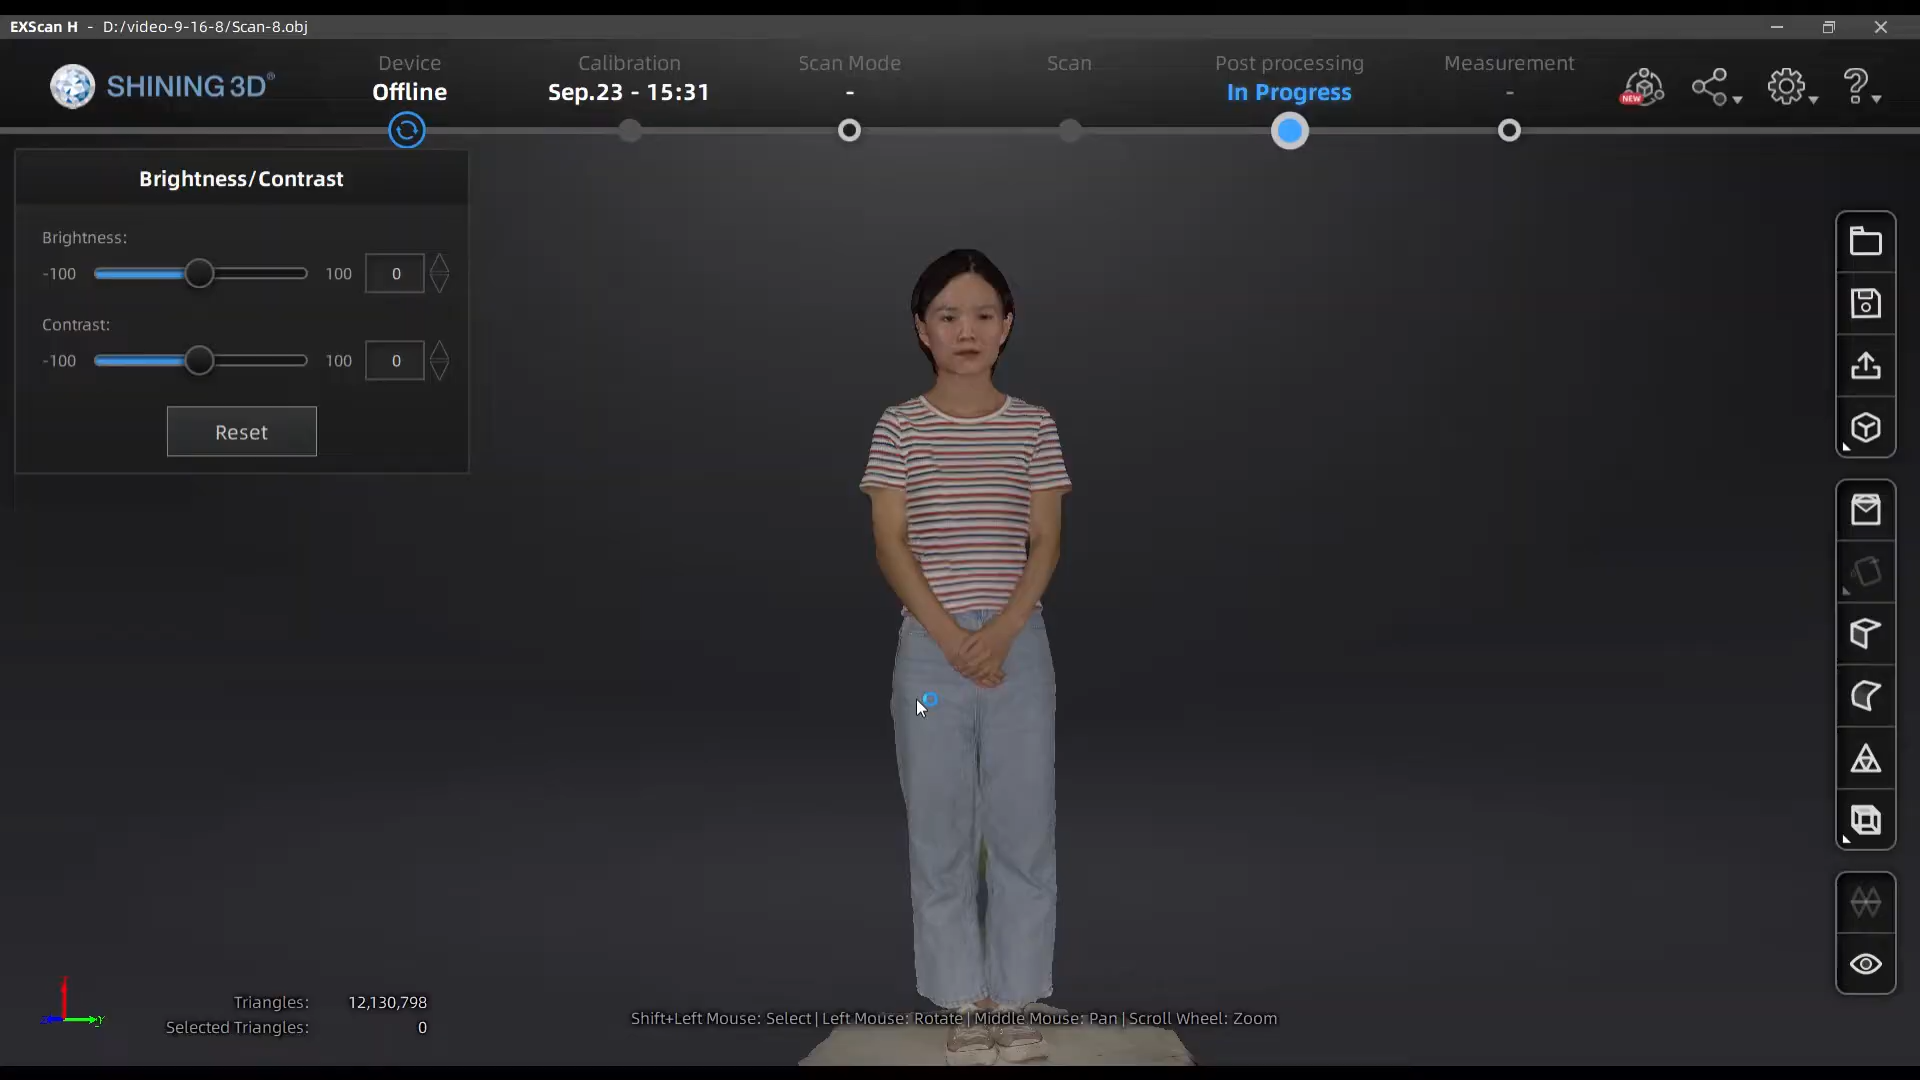 EXScan H - D:/video-9-16-8/Scan-8.obj
SHINING 3D®
Device
Offline
Calibration
Sep.23 - 15:31
Scan Mode
-
Scan
Post processing
In Progress
Measurement
-
NEW
Brightness/Contrast
Brightness:
-100 100 0
Contrast:
-100 100 0
Reset
Triangles: 12,130,798
Selected Triangles: 0
Shift+Left Mouse: Select | Left Mouse: Rotate | Middle Mouse: Pan | Scroll Wheel: Zoom